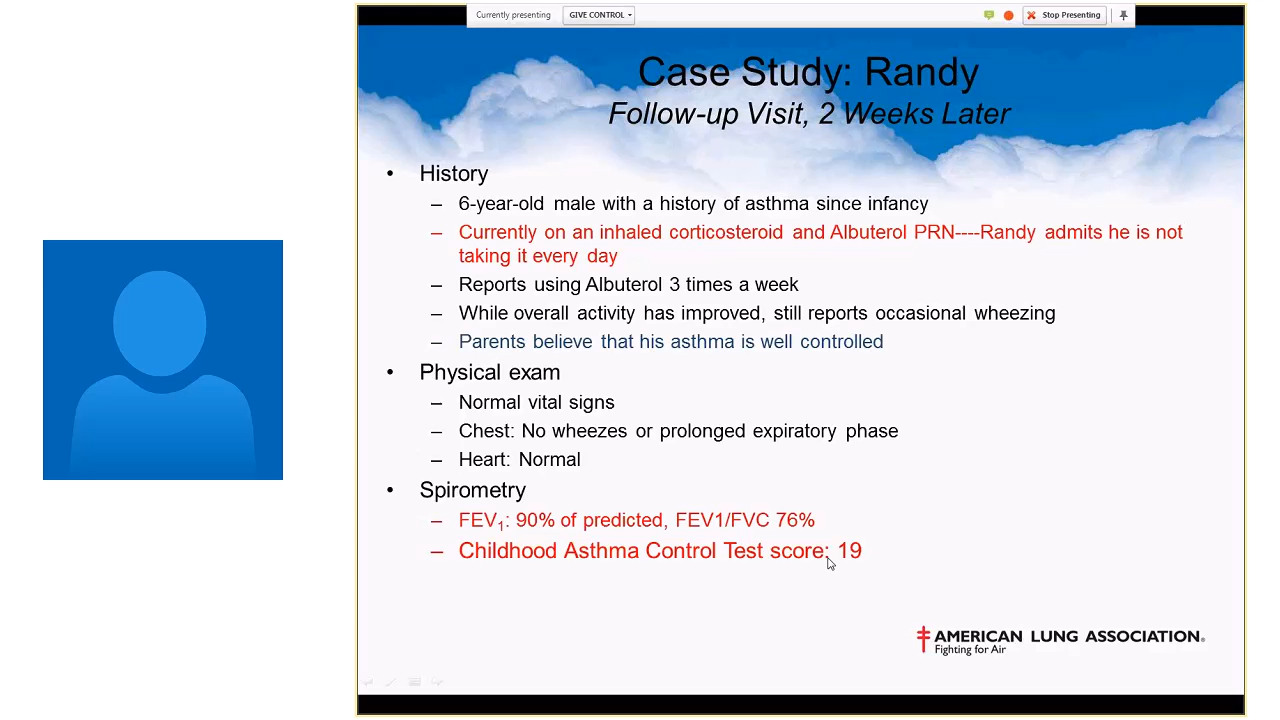 Currently presenting GIVE CONTROL Stop Presenting
Case Study: Randy
Follow-up Visit, 2 Weeks Later
• History
– 6-year-old male with a history of asthma since infancy
– Currently on an inhaled corticosteroid and Albuterol PRN----Randy admits he is not
taking it every day
– Reports using Albuterol 3 times a week
– While overall activity has improved, still reports occasional wheezing
– Parents believe that his asthma is well controlled
• Physical exam
– Normal vital signs
– Chest: No wheezes or prolonged expiratory phase
– Heart: Normal
• Spirometry
– FEV₁: 90% of predicted, FEV1/FVC 76%
– Childhood Asthma Control Test score: 19
AMERICAN LUNG ASSOCIATION®
Fighting for Air